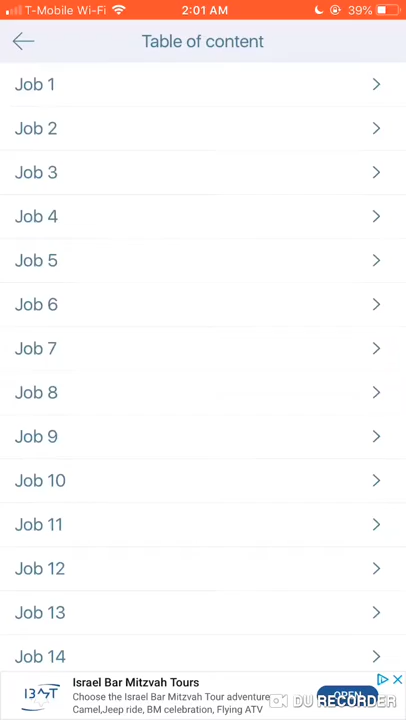 T-Mobile Wi-Fi 2:01 AM 39%
Table of content
Job 1
Job 2
Job 3
Job 4
Job 5
Job 6
Job 7
Job 8
Job 9
Job 10
Job 11
Job 12
Job 13
Job 14
Israel Bar Mitzvah Tours
Choose the Israel Bar Mitzvah Tour adventure
Camel,Jeep ride, BM celebration, Flying ATV
OPEN
DU RECORDER